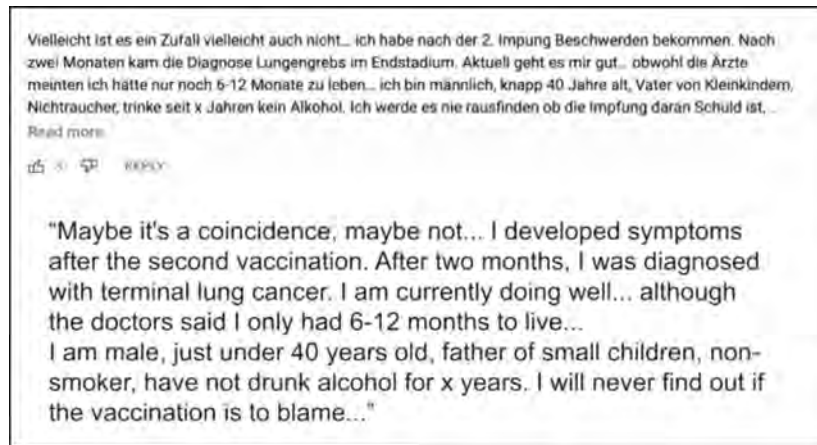 Vielleicht ist es ein Zufall vielleicht auch nicht... ich habe nach der 2. Impung Beschwerden bekommen. Nach
zwei Monaten kam die Diagnose Lungengrebs im Endstadium. Aktuell geht es mir gut... obwohl die Ärzte
meinten ich hätte nur noch 6-12 Monate zu leben... ich bin männlich, knapp 40 Jahre alt, Vater von Kleinkindern,
Nichtraucher, trinke seit x Jahren kein Alkohol. Ich werde es nie rausfinden ob die Impfung daran Schuld ist, ...
Read more
REPLY
"Maybe it's a coincidence, maybe not... I developed symptoms
after the second vaccination. After two months, I was diagnosed
with terminal lung cancer. I am currently doing well... although
the doctors said I only had 6-12 months to live...
I am male, just under 40 years old, father of small children, non-
smoker, have not drunk alcohol for x years. I will never find out if
the vaccination is to blame..."